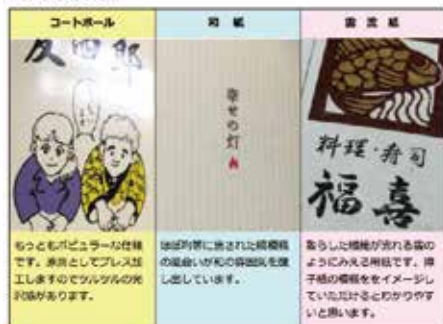 コートボール
和紙
雲流紙
反四郎
幸せの灯
料理・寿司
福喜
もっともポピュラーな仕様
です。原則としてプレス加
工しますのでツルツルの光
沢感があります。
ほぼ均等に施された縞模様
の風合いが和の雰囲気を醸
し出しています。
散らした繊維が流れる雲の
ようにみえる用紙です。障
子紙の模様をイメージし
ていただけるとわかりやす
いと思います。